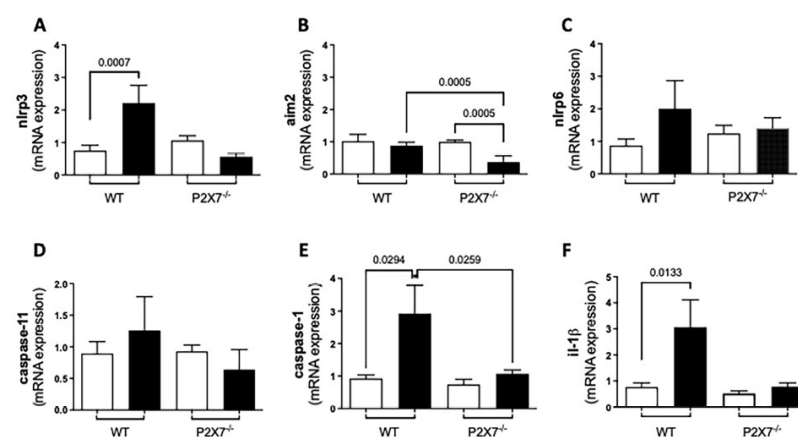 A
nlrp3
(mRNA expression)
4
3
2
1
0
0.0007
WT
P2X7-/-
B
aim2
(mRNA expression)
4
3
2
1
0
0.0005
0.0005
WT
P2X7-/-
C
nlrp6
(mRNA expression)
4
3
2
1
0
WT
P2X7-/-
D
caspase-11
(mRNA expression)
2.0
1.5
1.0
0.5
0.0
WT
P2X7-/-
E
caspase-1
(mRNA expression)
4
3
2
1
0
0.0294
0.0259
WT
P2X7-/-
F
il-1β
(mRNA expression)
5
4
3
2
1
0
0.0133
WT
P2X7-/-